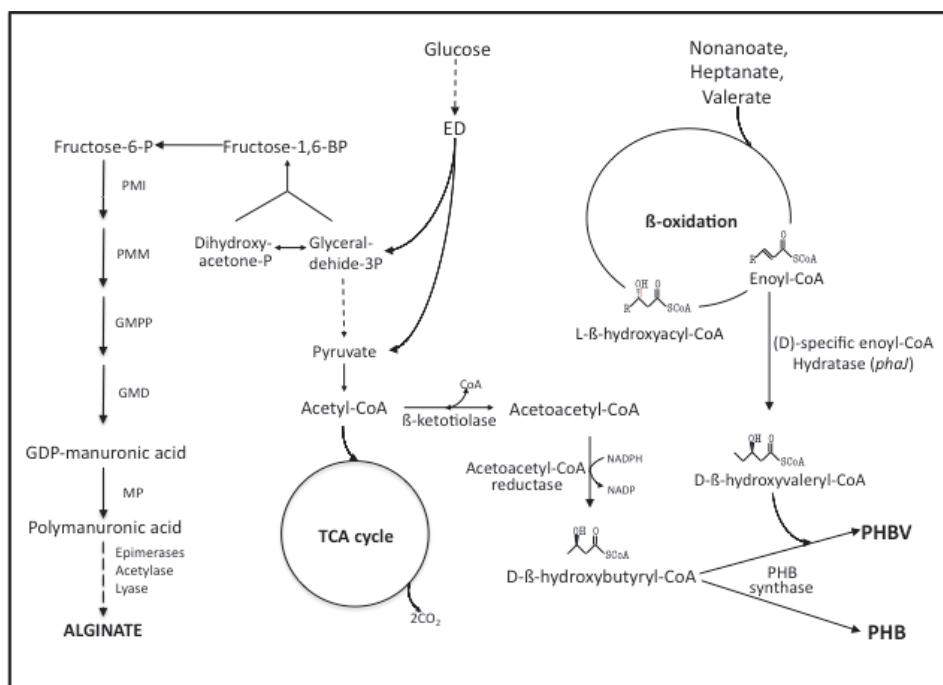 Glucose
ED
Fructose-6-P
Fructose-1,6-BP
PMI
Dihydroxy-
acetone-P
Glyceral-
dehide-3P
PMM
GMPP
Pyruvate
GMD
Acetyl-CoA
CoA
ß-ketotiolase
Acetoacetyl-CoA
GDP-manuronic acid
MP
Polymanuronic acid
Epimerases
Acetylase
Lyase
ALGINATE
TCA cycle
2CO₂
Acetoacetyl-CoA
reductase
NADPH
NADP
OH
O
SCoA
D-ß-hydroxybutyryl-CoA
Nonanoate,
Heptanate,
Valerate
ß-oxidation
O
R
SCoA
Enoyl-CoA
OH
O
R
SCoA
L-ß-hydroxyacyl-CoA
(D)-specific enoyl-CoA
Hydratase (phaJ)
OH
O
SCoA
D-ß-hydroxyvaleryl-CoA
PHBV
PHB
synthase
PHB